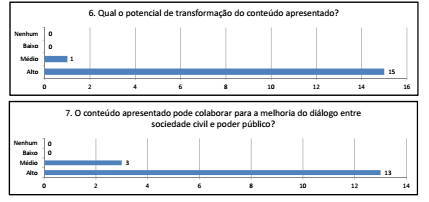 6. Qual o potencial de transformação do conteúdo apresentado?
Nenhum 0
Baixo 0
Médio 1
Alto 15
0 2 4 6 8 10 12 14 16
7. O conteúdo apresentado pode colaborar para a melhoria do diálogo entre
sociedade civil e poder público?
Nenhum 0
Baixo 0
Médio 3
Alto 13
0 2 4 6 8 10 12 14